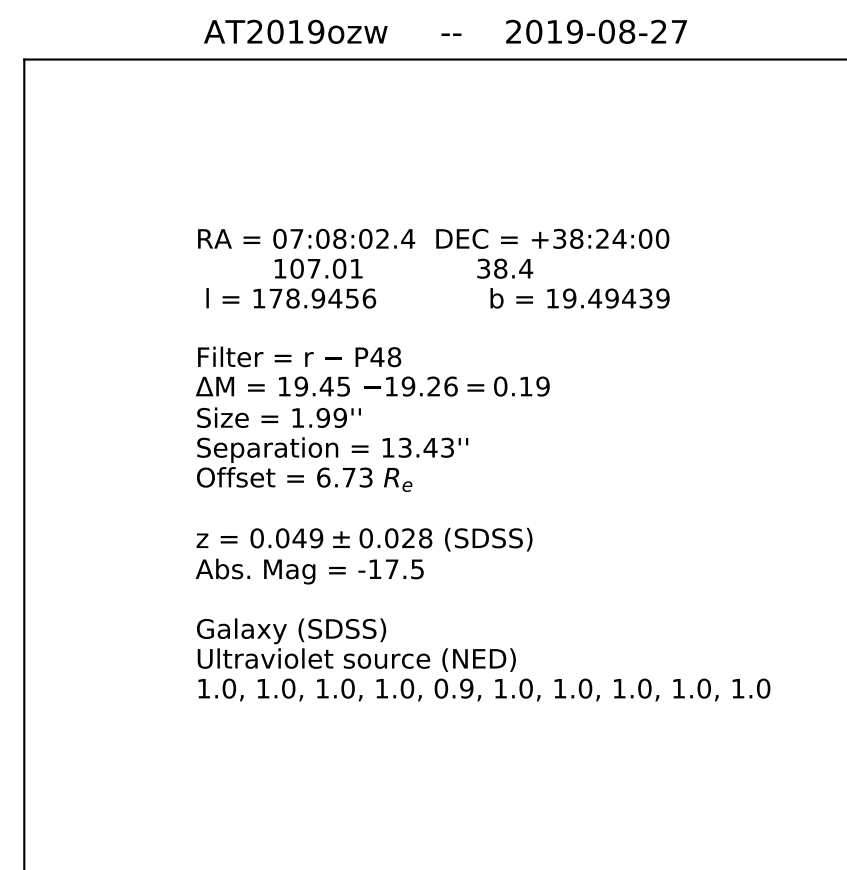 AT2019ozw -- 2019-08-27
RA = 07:08:02.4 DEC = +38:24:00
107.01 38.4
l = 178.9456 b = 19.49439
Filter = r − P48
ΔM = 19.45 −19.26 = 0.19
Size = 1.99''
Separation = 13.43''
Offset = 6.73 Rₑ
z = 0.049 ± 0.028 (SDSS)
Abs. Mag = -17.5
Galaxy (SDSS)
Ultraviolet source (NED)
1.0, 1.0, 1.0, 1.0, 0.9, 1.0, 1.0, 1.0, 1.0, 1.0